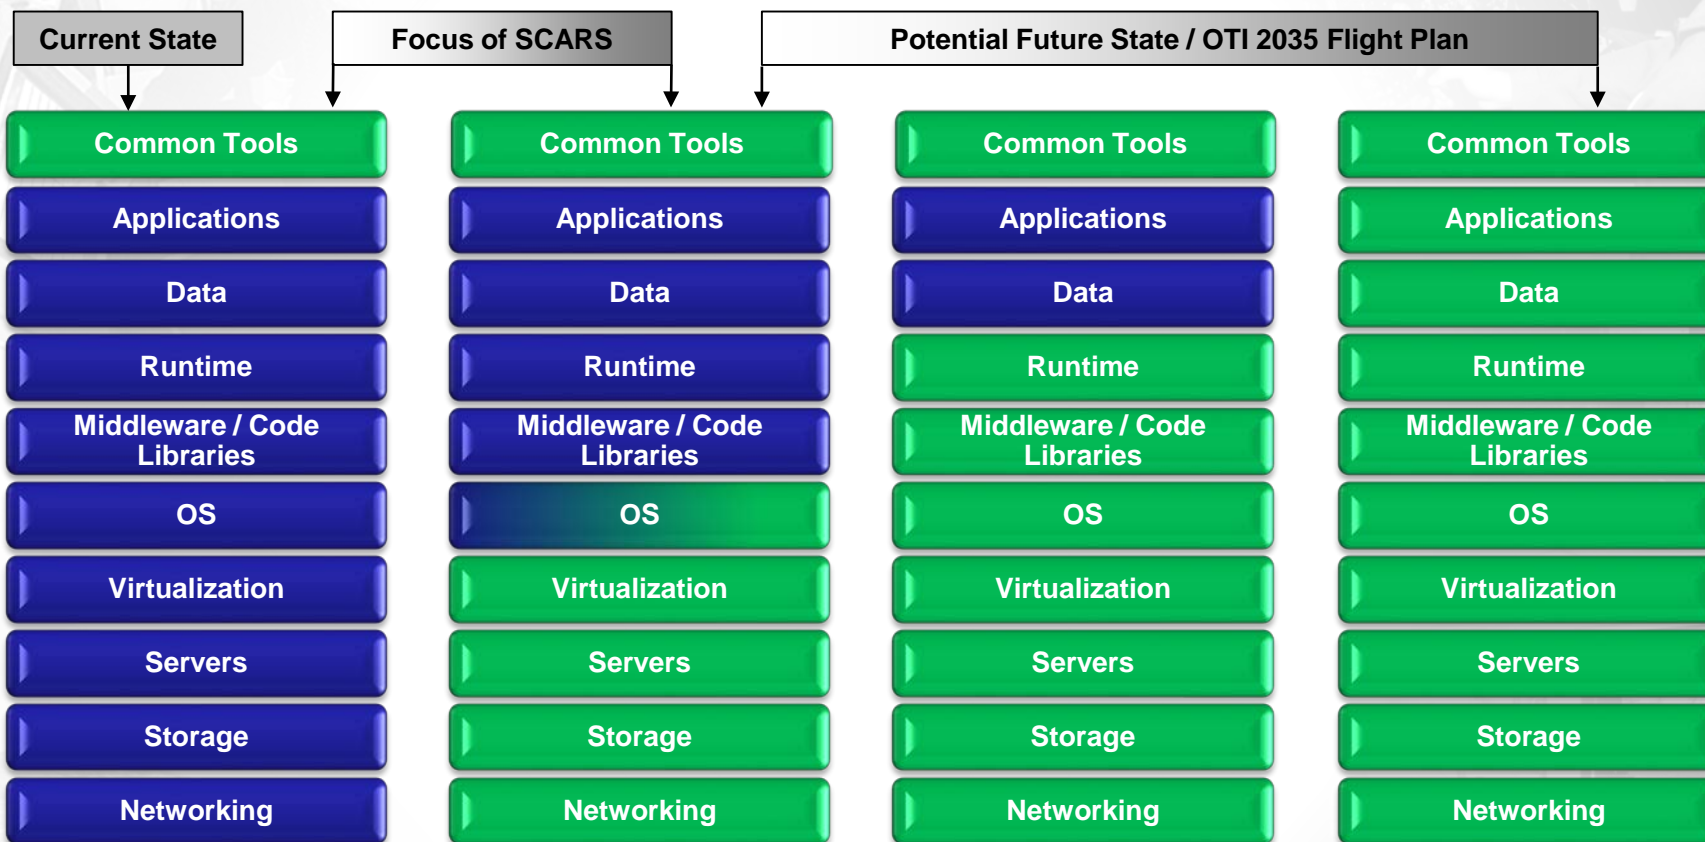 Current State
Focus of SCARS
Potential Future State / OTI 2035 Flight Plan
Common Tools
Applications
Data
Runtime
Middleware / Code
Libraries
OS
Virtualization
Servers
Storage
Networking
Common Tools
Applications
Data
Runtime
Middleware / Code
Libraries
OS
Virtualization
Servers
Storage
Networking
Common Tools
Applications
Data
Runtime
Middleware / Code
Libraries
OS
Virtualization
Servers
Storage
Networking
Common Tools
Applications
Data
Runtime
Middleware / Code
Libraries
OS
Virtualization
Servers
Storage
Networking